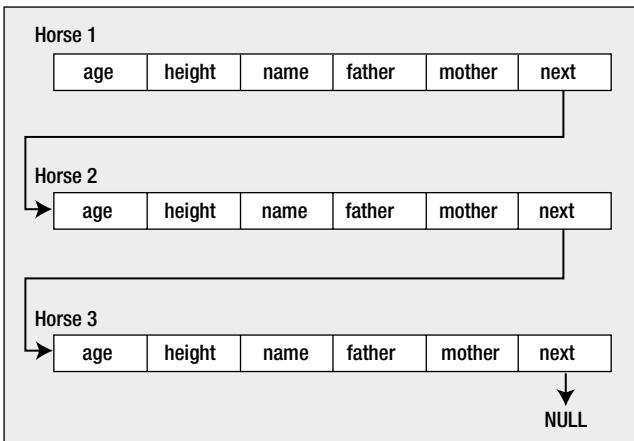 Horse 1
age height name father mother next
Horse 2
age height name father mother next
Horse 3
age height name father mother next
NULL